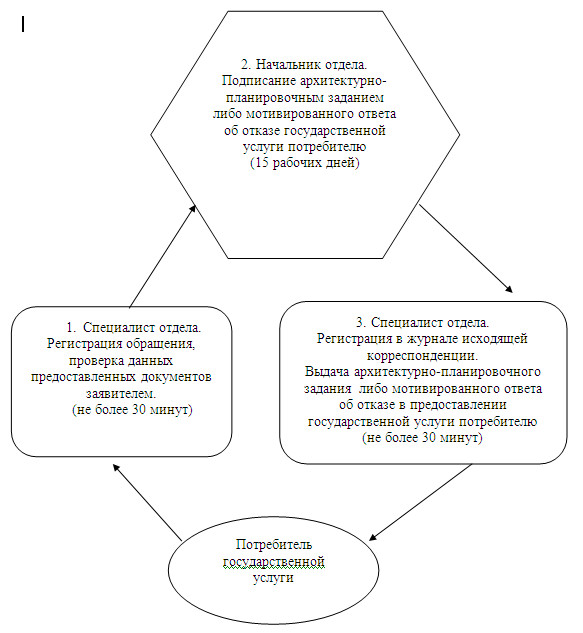 2. Начальник отдела.
Подписание архитектурно-
планировочным заданием
либо мотивированного ответа
об отказе государственной
услуги потребителю
(15 рабочих дней)
1. Специалист отдела.
Регистрация обращения,
проверка данных
предоставленных документов
заявителем.
(не более 30 минут)
3. Специалист отдела.
Регистрация в журнале исходящей
корреспонденции.
Выдача архитектурно-планировочного
задания либо мотивированного ответа
об отказе в предоставлении
государственной услуги потребителю
(не более 30 минут)
Потребитель
государственной
услуги